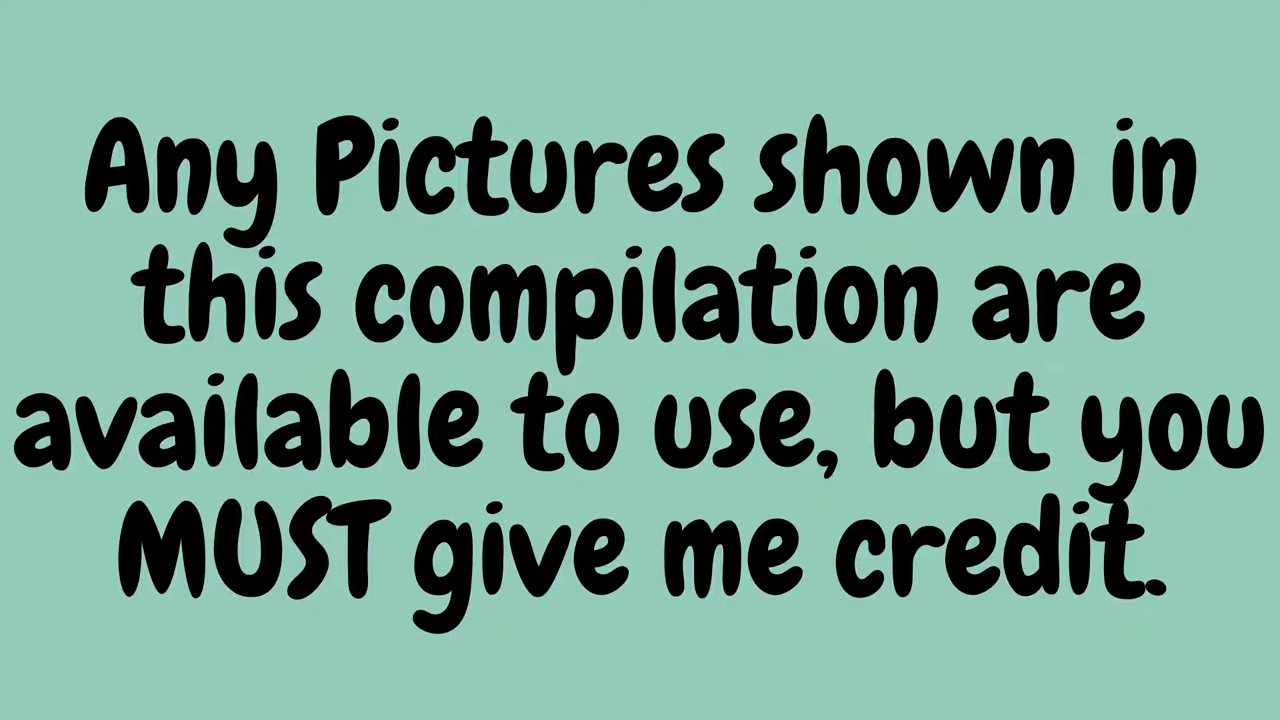 Any Pictures shown in
this compilation are
available to use, but you
MUST give me credit.